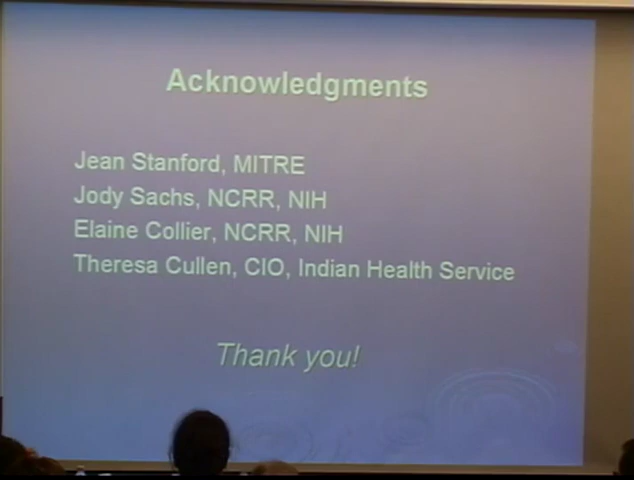 Acknowledgments
Jean Stanford, MITRE
Jody Sachs, NCRR, NIH
Elaine Collier, NCRR, NIH
Theresa Cullen, CIO, Indian Health Service
Thank you!